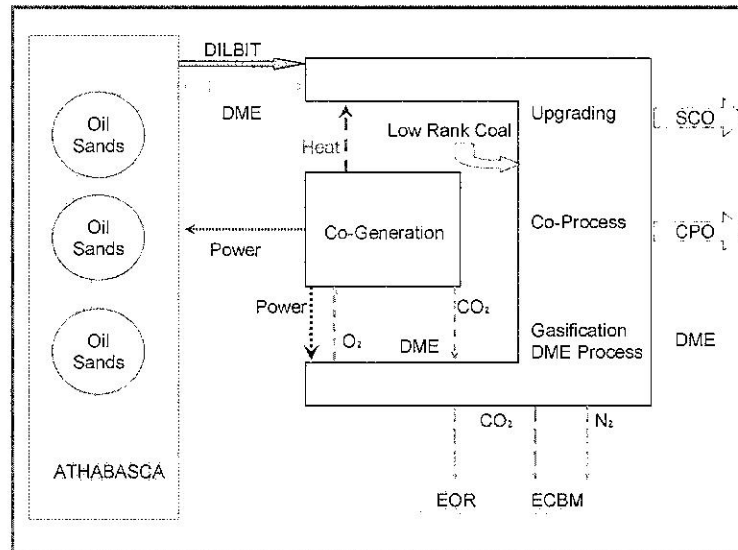 DILBIT
DME
Oil
Sands
Oil
Sands
Oil
Sands
ATHABASCA
Heat
Low Rank Coal
Upgrading
SCO
Power
Co-Generation
Co-Process
CPO
Power
O₂
CO₂
DME
Gasification
DME Process
DME
CO₂
N₂
EOR
ECBM